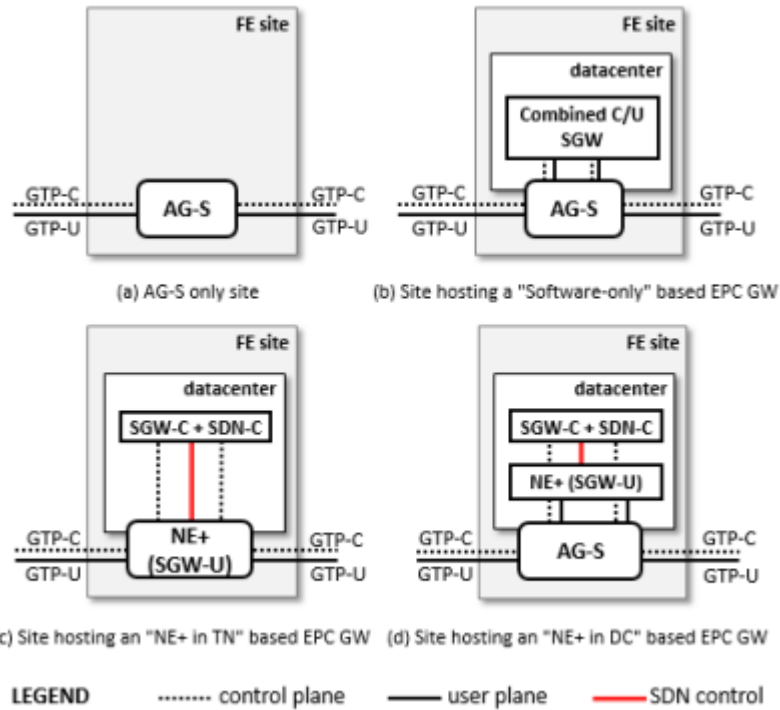 FE site
AG-S
GTP-C
GTP-U
GTP-C
GTP-U
(a) AG-S only site
FE site
datacenter
Combined C/U
SGW
AG-S
GTP-C
GTP-U
GTP-C
GTP-U
(b) Site hosting a "Software-only" based EPC GW
FE site
datacenter
SGW-C + SDN-C
NE+
(SGW-U)
GTP-C
GTP-U
GTP-C
GTP-U
c) Site hosting an "NE+ in TN" based EPC GW
FE site
datacenter
SGW-C + SDN-C
NE+ (SGW-U)
AG-S
GTP-C
GTP-U
GTP-C
GTP-U
(d) Site hosting an "NE+ in DC" based EPC GW
LEGEND control plane user plane SDN control